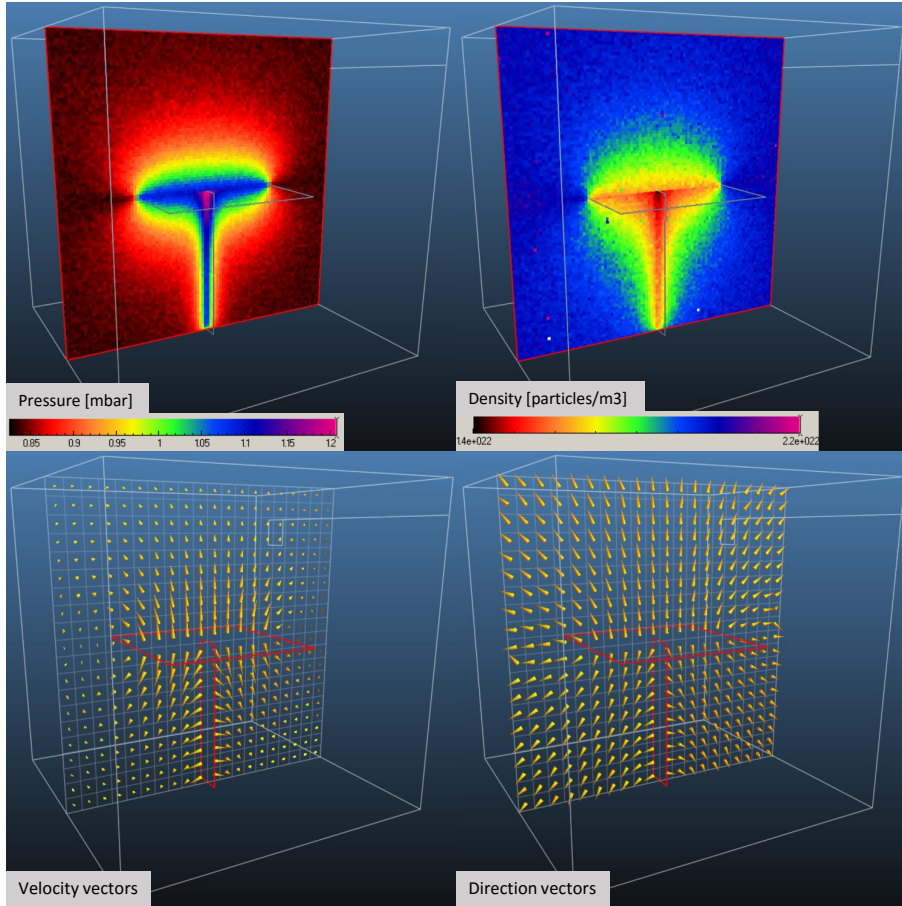 Pressure [mbar]
0.85 0.9 0.95 1 1.05 1.1 1.15 1.2
Density [particles/m3]
1.4e+022 2.2e+022
Velocity vectors
Direction vectors